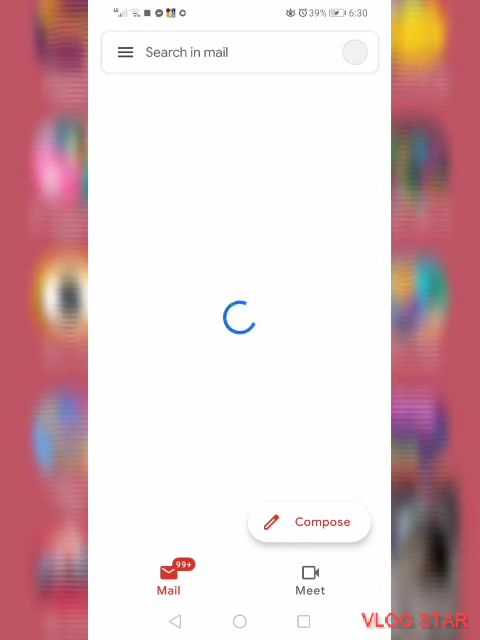 39% 6:30
Search in mail
Compose
99+
Mail
Meet
VLOG STAR